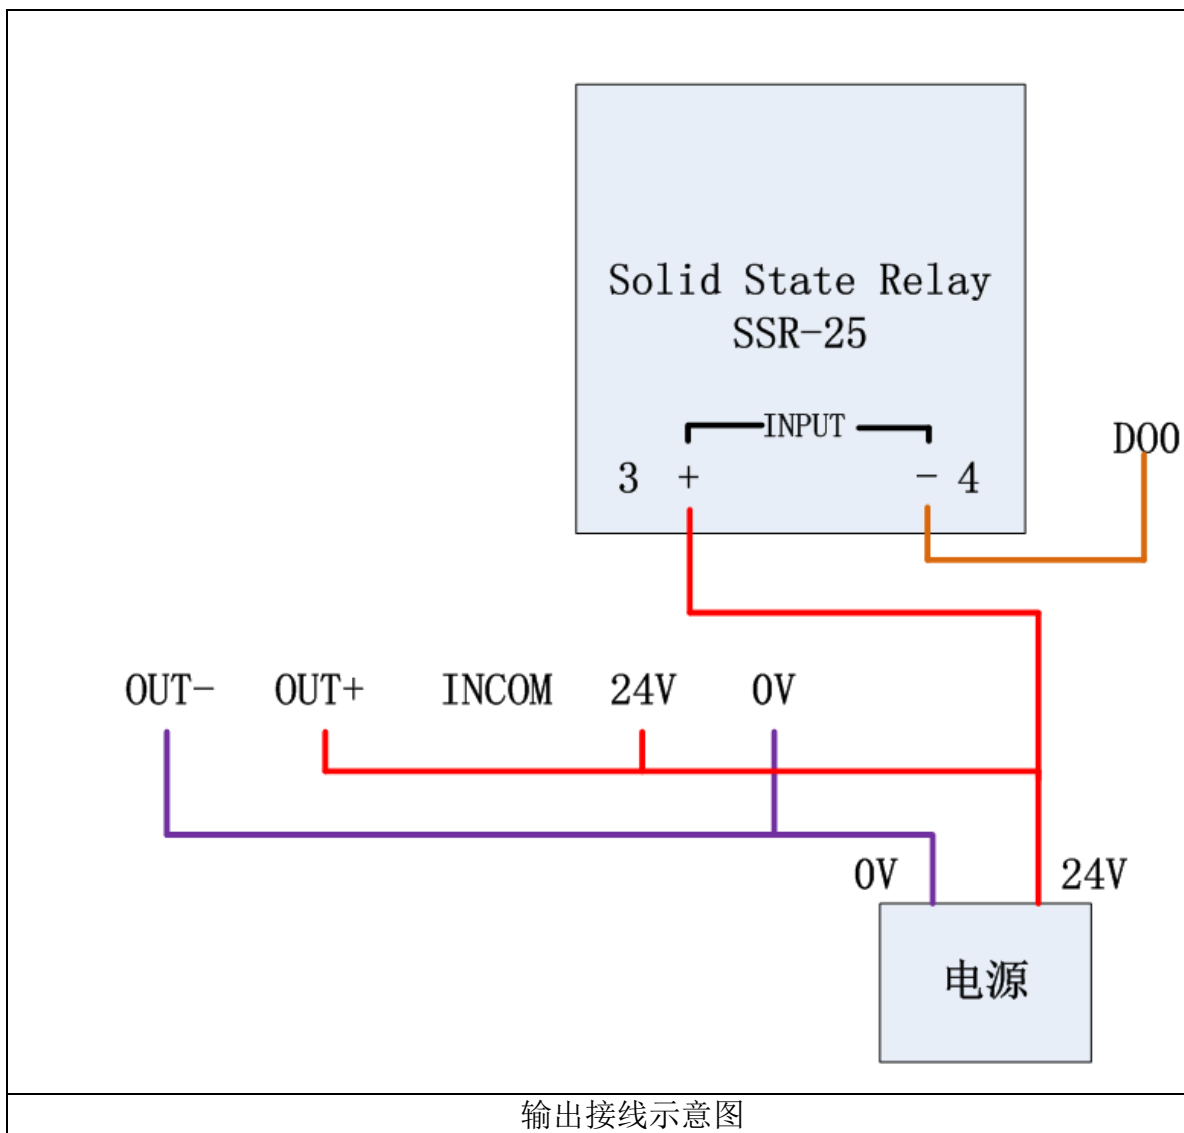 Solid State Relay
SSR-25
INPUT
3 + - 4
DO0
OUT- OUT+ INCOM 24V 0V
0V 24V
电源
输出接线示意图